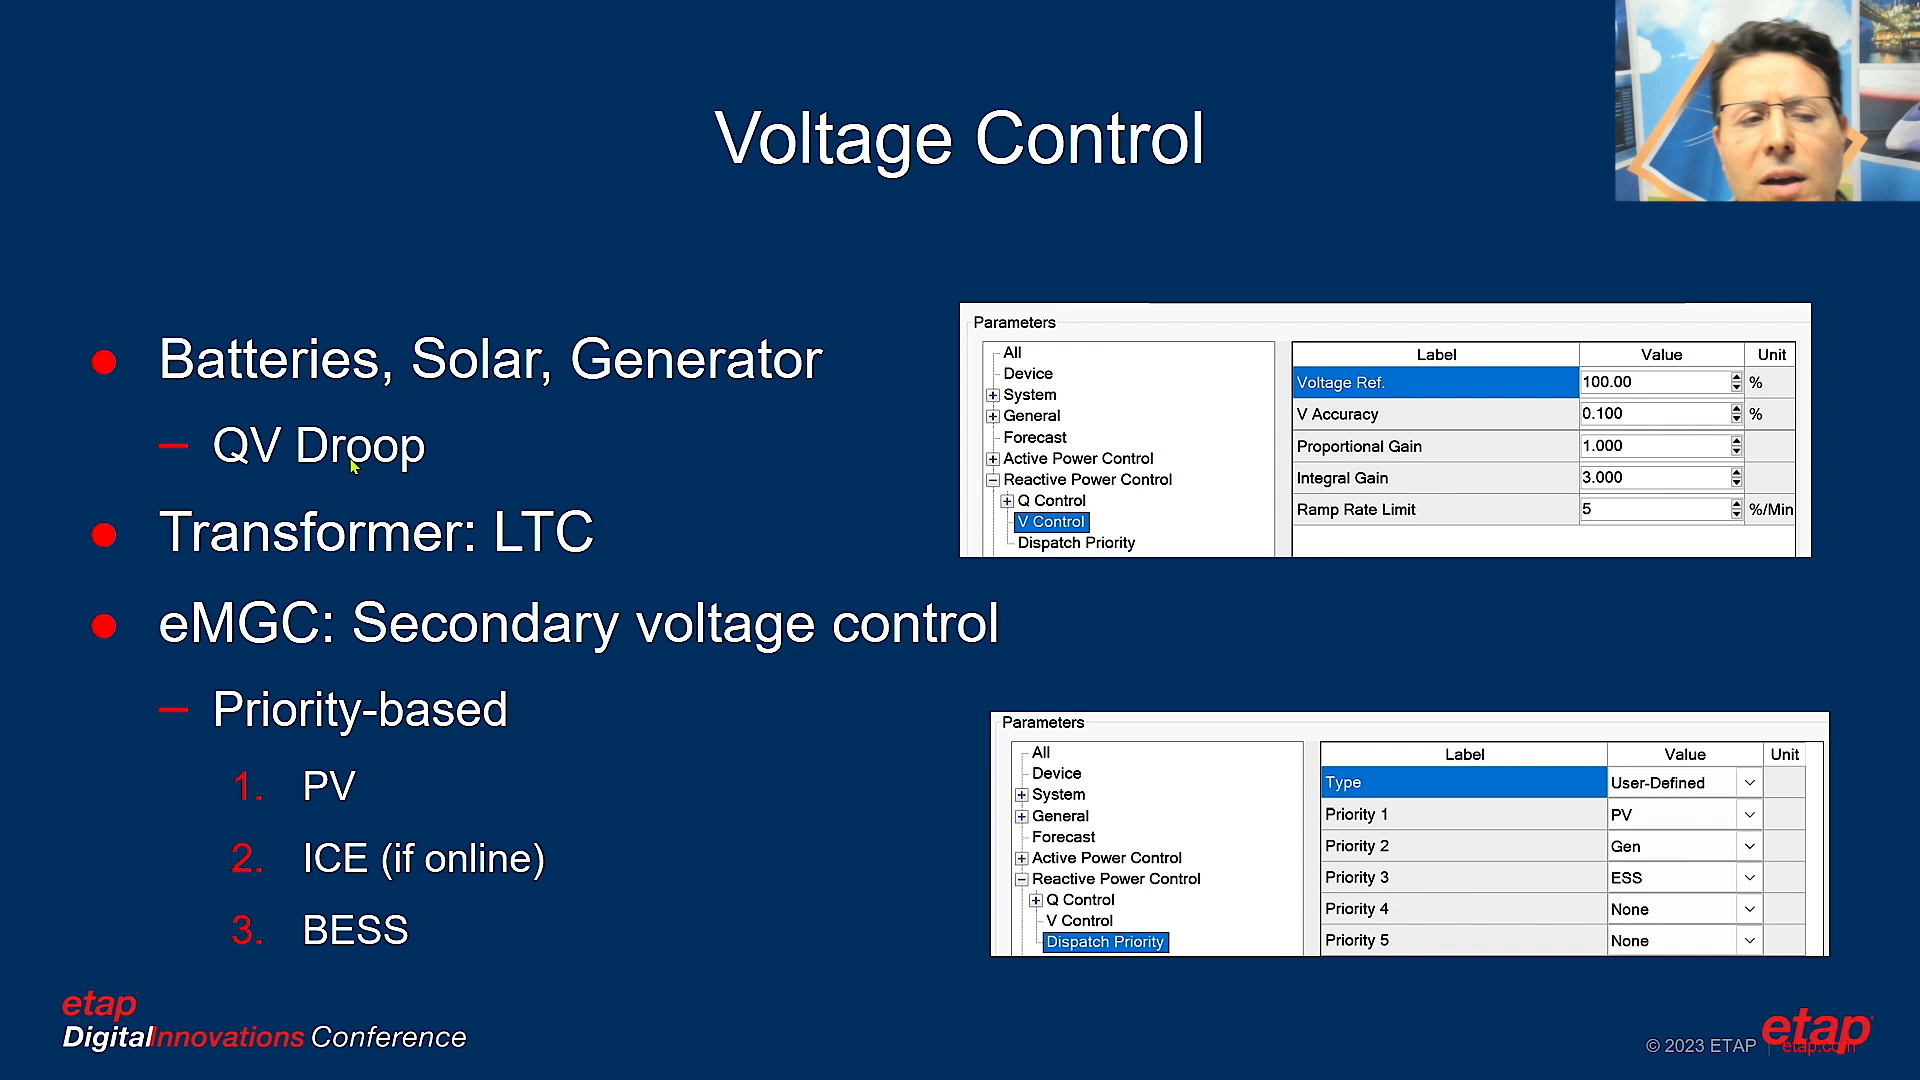 Voltage Control
Batteries, Solar, Generator
QV Droop
Transformer: LTC
eMGC: Secondary voltage control
Priority-based
1. PV
2. ICE (if online)
3. BESS
Parameters
All
Device
System
General
Forecast
Active Power Control
Reactive Power Control
Q Control
V Control
Dispatch Priority
Label Value Unit
Voltage Ref. 100.00 %
V Accuracy 0.100 %
Proportional Gain 1.000
Integral Gain 3.000
Ramp Rate Limit 5 %/Min
Parameters
All
Device
System
General
Forecast
Active Power Control
Reactive Power Control
Q Control
V Control
Dispatch Priority
Label Value Unit
Type User-Defined
Priority 1 PV
Priority 2 Gen
Priority 3 ESS
Priority 4 None
Priority 5 None
etap
DigitalInnovations Conference
© 2023 ETAP | etap.com
etap